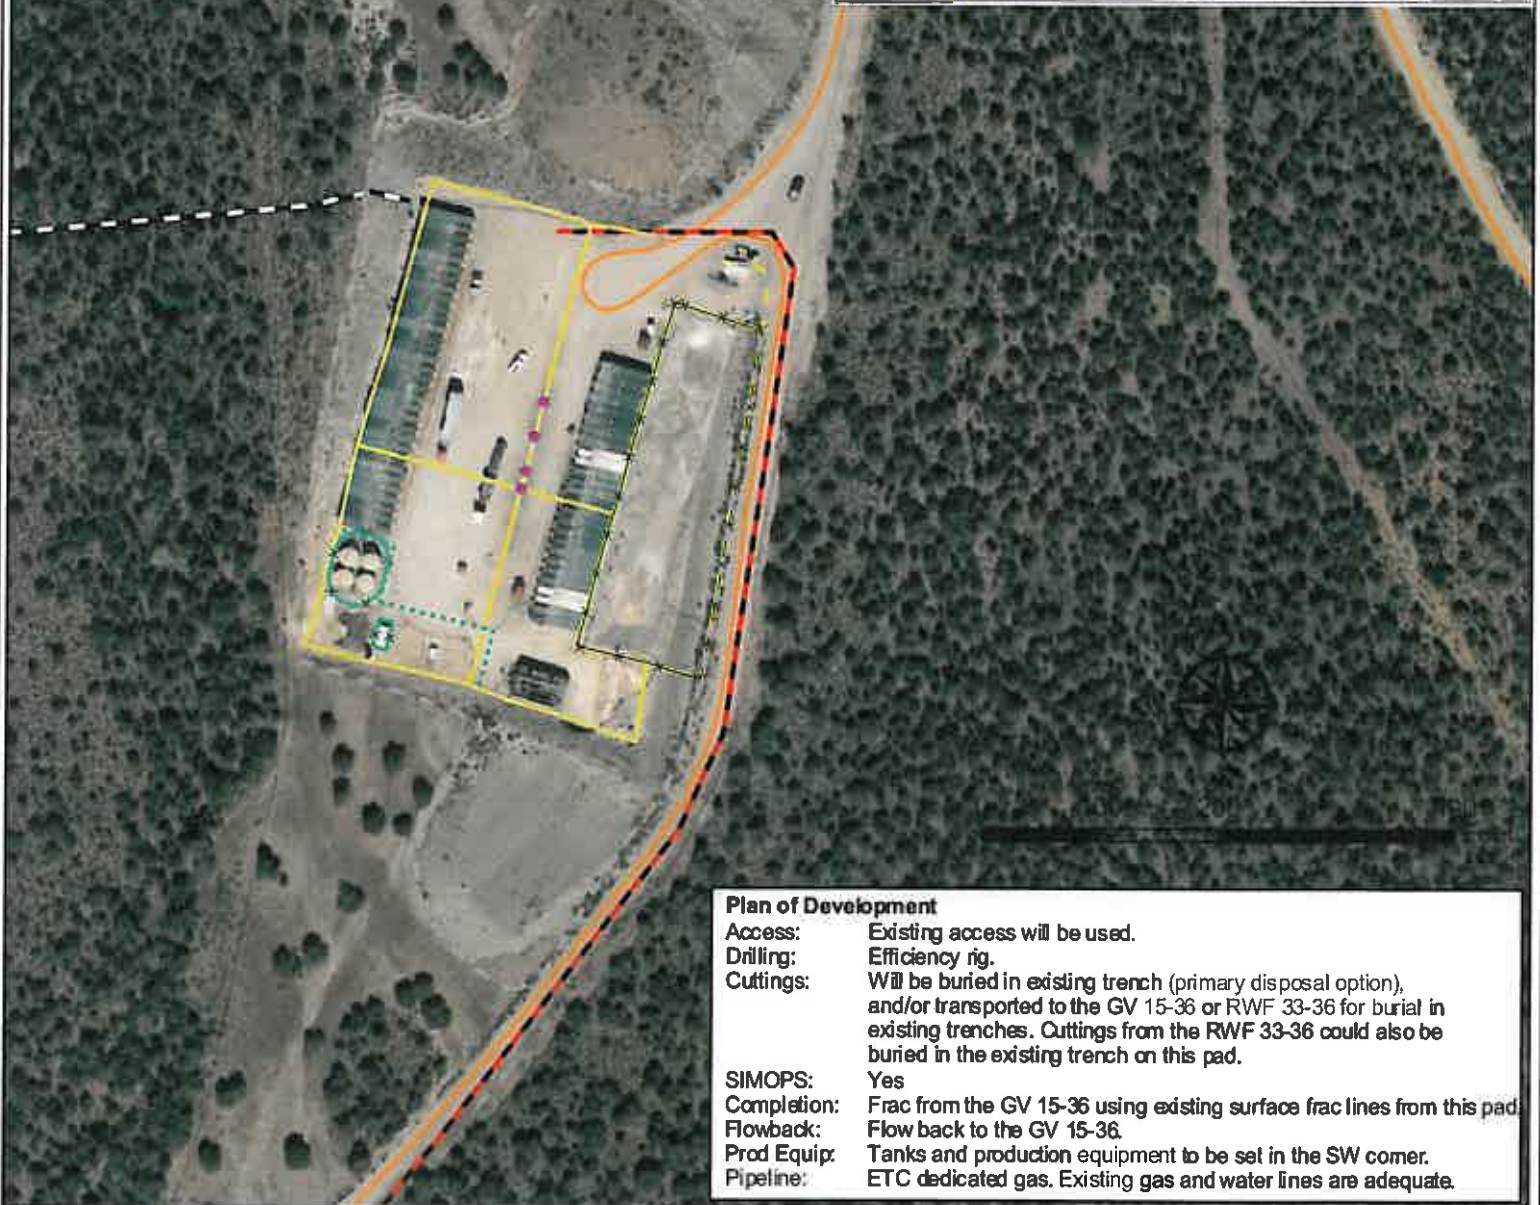 Plan of Development
Access: Existing access will be used.
Drilling: Efficiency rig.
Cuttings: Will be buried in existing trench (primary disposal option),
and/or transported to the GV 15-36 or RWF 33-36 for burial in
existing trenches. Cuttings from the RWF 33-36 could also be
buried in the existing trench on this pad.
SIMOPS: Yes
Completion: Frac from the GV 15-36 using existing surface frac lines from this pad.
Flowback: Flow back to the GV 15-36.
Prod Equip: Tanks and production equipment to be set in the SW corner.
Pipeline: ETC dedicated gas. Existing gas and water lines are adequate.